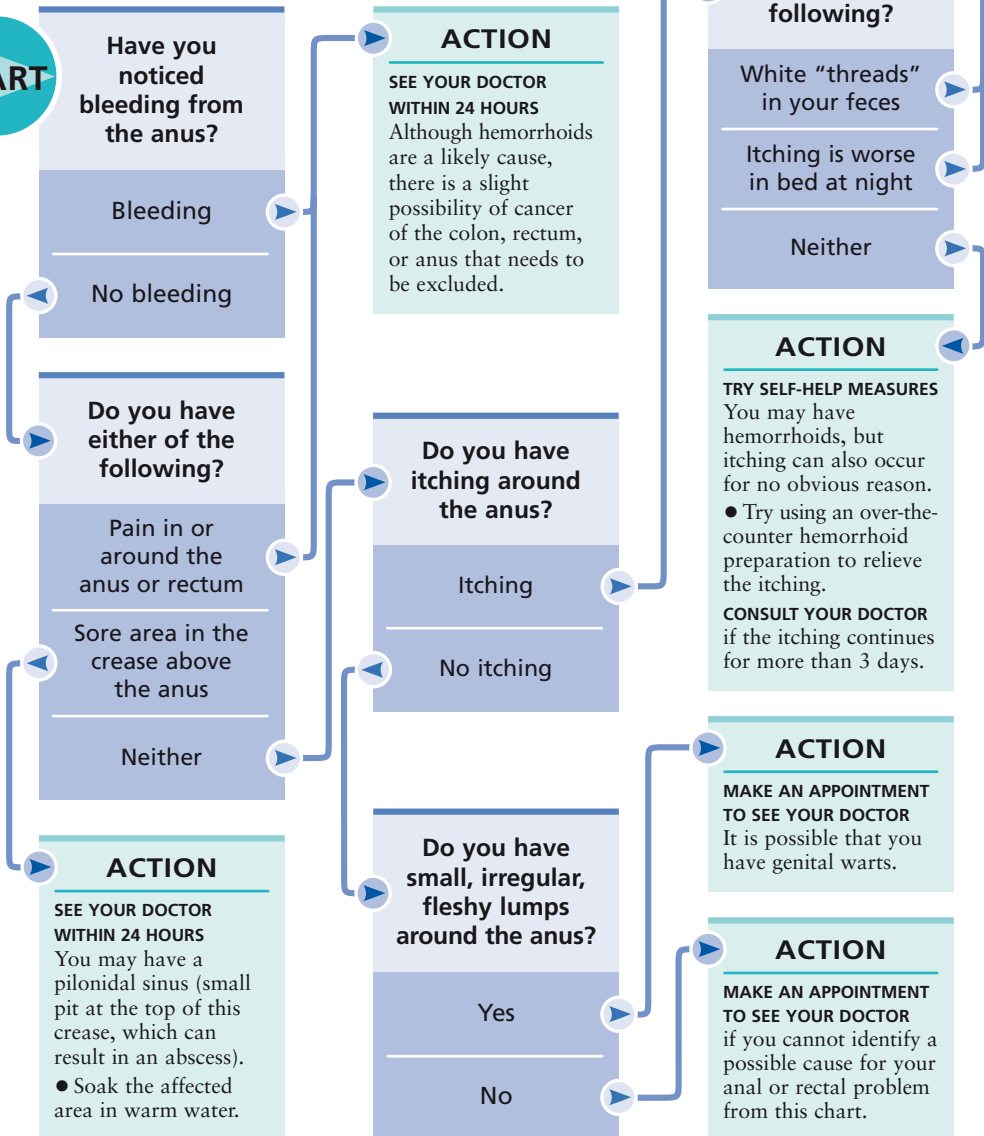 ART
Have you
noticed
bleeding from
the anus?
Bleeding
No bleeding
Do you have
either of the
following?
Pain in or
around the
anus or rectum
Sore area in the
crease above
the anus
Neither
ACTION
SEE YOUR DOCTOR
WITHIN 24 HOURS
You may have a
pilonidal sinus (small
pit at the top of this
crease, which can
result in an abscess).
● Soak the affected
area in warm water.
ACTION
SEE YOUR DOCTOR
WITHIN 24 HOURS
Although hemorrhoids
are a likely cause,
there is a slight
possibility of cancer
of the colon, rectum,
or anus that needs to
be excluded.
Do you have
itching around
the anus?
Itching
No itching
Do you have
small, irregular,
fleshy lumps
around the anus?
Yes
No
following?
White “threads”
in your feces
Itching is worse
in bed at night
Neither
ACTION
TRY SELF-HELP MEASURES
You may have
hemorrhoids, but
itching can also occur
for no obvious reason.
● Try using an over-the-
counter hemorrhoid
preparation to relieve
the itching.
CONSULT YOUR DOCTOR
if the itching continues
for more than 3 days.
ACTION
MAKE AN APPOINTMENT
TO SEE YOUR DOCTOR
It is possible that you
have genital warts.
ACTION
MAKE AN APPOINTMENT
TO SEE YOUR DOCTOR
if you cannot identify a
possible cause for your
anal or rectal problem
from this chart.